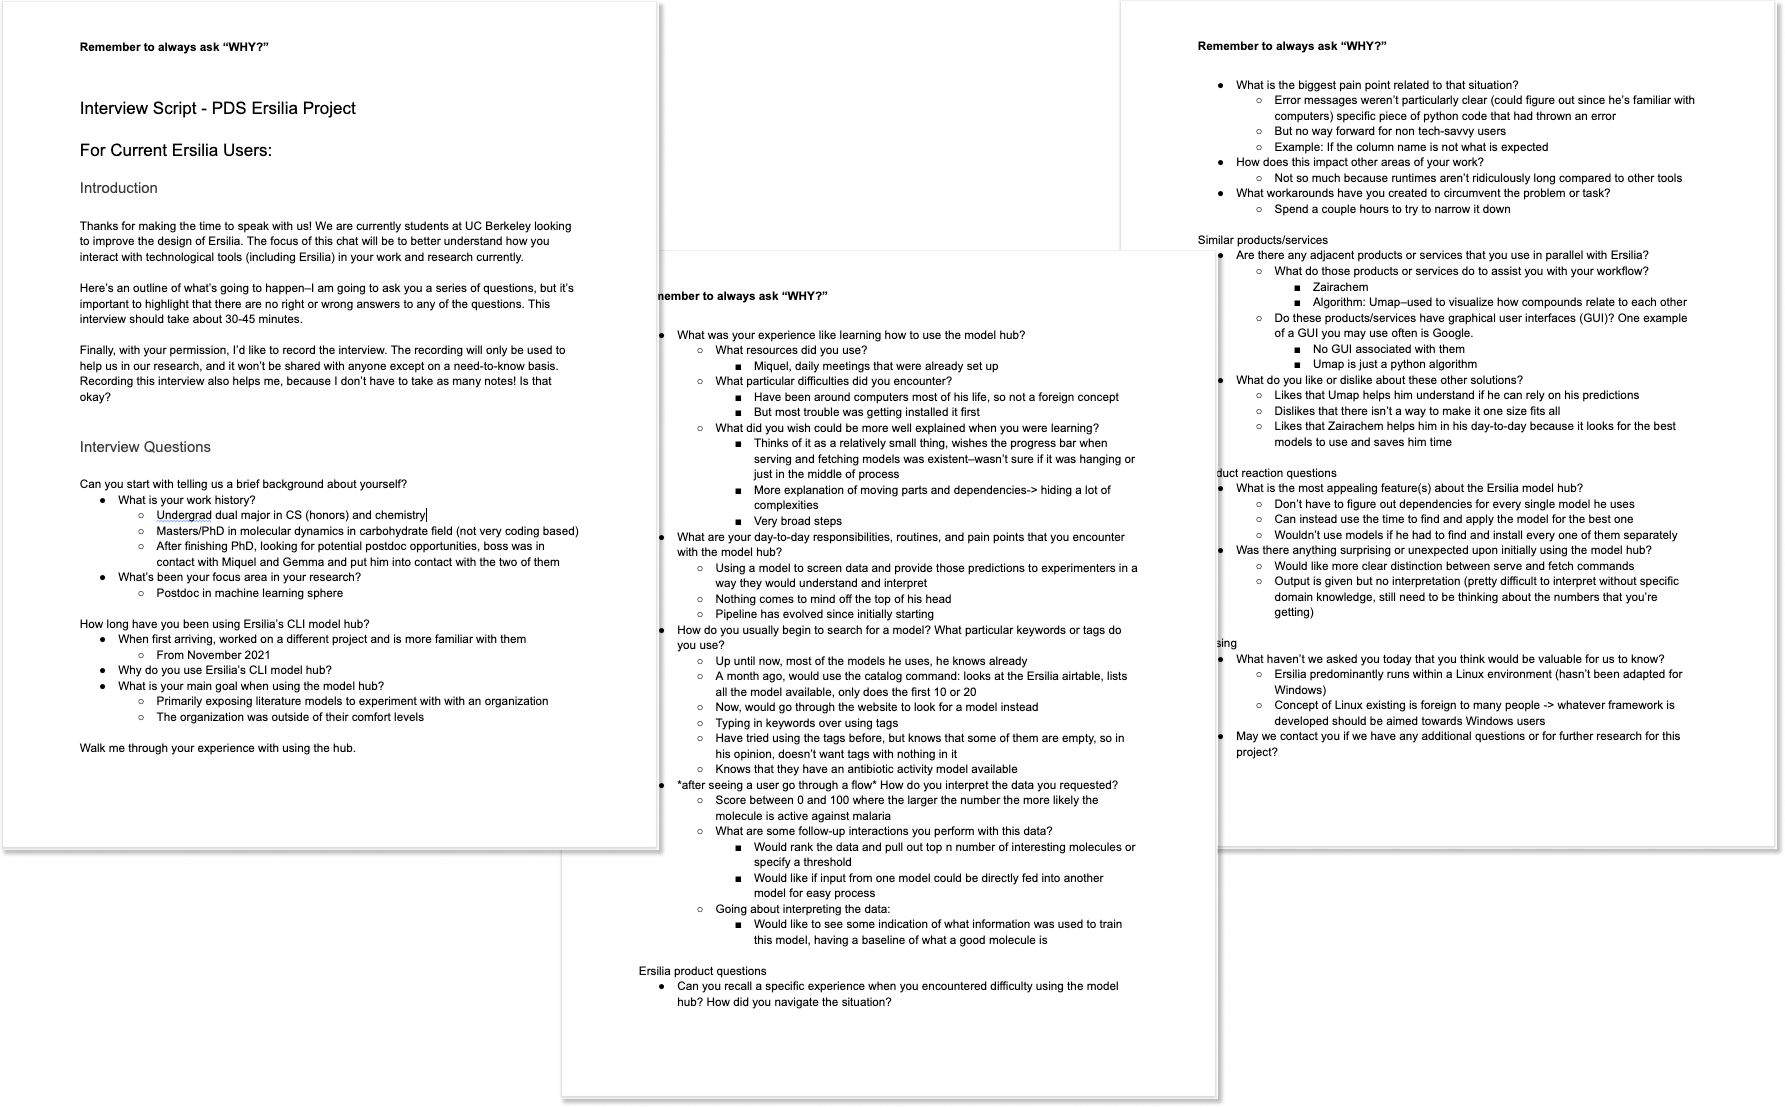 Remember to always ask “WHY?”
Interview Script - PDS Ersilia Project
For Current Ersilia Users:
Introduction
Thanks for making the time to speak with us! We are currently students at UC Berkeley looking
to improve the design of Ersilia. The focus of this chat will be to better understand how you
interact with technological tools (including Ersilia) in your work and research currently.
Here’s an outline of what’s going to happen–I am going to ask you a series of questions, but it’s
important to highlight that there are no right or wrong answers to any of the questions. This
interview should take about 30-45 minutes.
Finally, with your permission, I’d like to record the interview. The recording will only be used to
help us in our research, and it won’t be shared with anyone except on a need-to-know basis.
Recording this interview also helps me, because I don’t have to take as many notes! Is that
okay?
Interview Questions
Can you start with telling us a brief background about yourself?
● What is your work history?
○ Undergrad dual major in CS (honors) and chemistry
○ Masters/PhD in molecular dynamics in carbohydrate field (not very coding based)
○ After finishing PhD, looking for potential postdoc opportunities, boss was in
contact with Miquel and Gemma and put him into contact with the two of them
● What’s been your focus area in your research?
○ Postdoc in machine learning sphere
How long have you been using Ersilia’s CLI model hub?
● When first arriving, worked on a different project and is more familiar with them
○ From November 2021
● Why do you use Ersilia’s CLI model hub?
● What is your main goal when using the model hub?
○ Primarily exposing literature models to experiment with with an organization
○ The organization was outside of their comfort levels
Walk me through your experience with using the hub.
member to always ask “WHY?”
● What was your experience like learning how to use the model hub?
○ What resources did you use?
■ Miquel, daily meetings that were already set up
○ What particular difficulties did you encounter?
■ Have been around computers most of his life, so not a foreign concept
■ But most trouble was getting installed it first
○ What did you wish could be more well explained when you were learning?
■ Thinks of it as a relatively small thing, wishes the progress bar when
serving and fetching models was existent–wasn’t sure if it was hanging or
just in the middle of process
■ More explanation of moving parts and dependencies-> hiding a lot of
complexities
■ Very broad steps
● What are your day-to-day responsibilities, routines, and pain points that you encounter
with the model hub?
○ Using a model to screen data and provide those predictions to experimenters in a
way they would understand and interpret
○ Nothing comes to mind off the top of his head
○ Pipeline has evolved since initially starting
● How do you usually begin to search for a model? What particular keywords or tags do
you use?
○ Up until now, most of the models he uses, he knows already
○ A month ago, would use the catalog command: looks at the Ersilia airtable, lists
all the model available, only does the first 10 or 20
○ Now, would go through the website to look for a model instead
○ Typing in keywords over using tags
○ Have tried using the tags before, but knows that some of them are empty, so in
his opinion, doesn’t want tags with nothing in it
○ Knows that they have an antibiotic activity model available
● *after seeing a user go through a flow* How do you interpret the data you requested?
○ Score between 0 and 100 where the larger the number the more likely the
molecule is active against malaria
○ What are some follow-up interactions you perform with this data?
■ Would rank the data and pull out top n number of interesting molecules or
specify a threshold
■ Would like if input from one model could be directly fed into another
model for easy process
○ Going about interpreting the data:
■ Would like to see some indication of what information was used to train
this model, having a baseline of what a good molecule is
Ersilia product questions
● Can you recall a specific experience when you encountered difficulty using the model
hub? How did you navigate the situation?
Remember to always ask “WHY?”
● What is the biggest pain point related to that situation?
○ Error messages weren’t particularly clear (could figure out since he’s familiar with
computers) specific piece of python code that had thrown an error
○ But no way forward for non tech-savvy users
○ Example: If the column name is not what is expected
● How does this impact other areas of your work?
○ Not so much because runtimes aren’t ridiculously long compared to other tools
● What workarounds have you created to circumvent the problem or task?
○ Spend a couple hours to try to narrow it down
Similar products/services
● Are there any adjacent products or services that you use in parallel with Ersilia?
○ What do those products or services do to assist you with your workflow?
■ Zairachem
■ Algorithm: Umap–used to visualize how compounds relate to each other
○ Do these products/services have graphical user interfaces (GUI)? One example
of a GUI you may use often is Google.
■ No GUI associated with them
■ Umap is just a python algorithm
● What do you like or dislike about these other solutions?
○ Likes that Umap helps him understand if he can rely on his predictions
○ Dislikes that there isn’t a way to make it one size fits all
○ Likes that Zairachem helps him in his day-to-day because it looks for the best
models to use and saves him time
duct reaction questions
● What is the most appealing feature(s) about the Ersilia model hub?
○ Don’t have to figure out dependencies for every single model he uses
○ Can instead use the time to find and apply the model for the best one
○ Wouldn’t use models if he had to find and install every one of them separately
● Was there anything surprising or unexpected upon initially using the model hub?
○ Would like more clear distinction between serve and fetch commands
○ Output is given but no interpretation (pretty difficult to interpret without specific
domain knowledge, still need to be thinking about the numbers that you’re
getting)
sing
● What haven’t we asked you today that you think would be valuable for us to know?
○ Ersilia predominantly runs within a Linux environment (hasn’t been adapted for
Windows)
○ Concept of Linux existing is foreign to many people -> whatever framework is
developed should be aimed towards Windows users
● May we contact you if we have any additional questions or for further research for this
project?